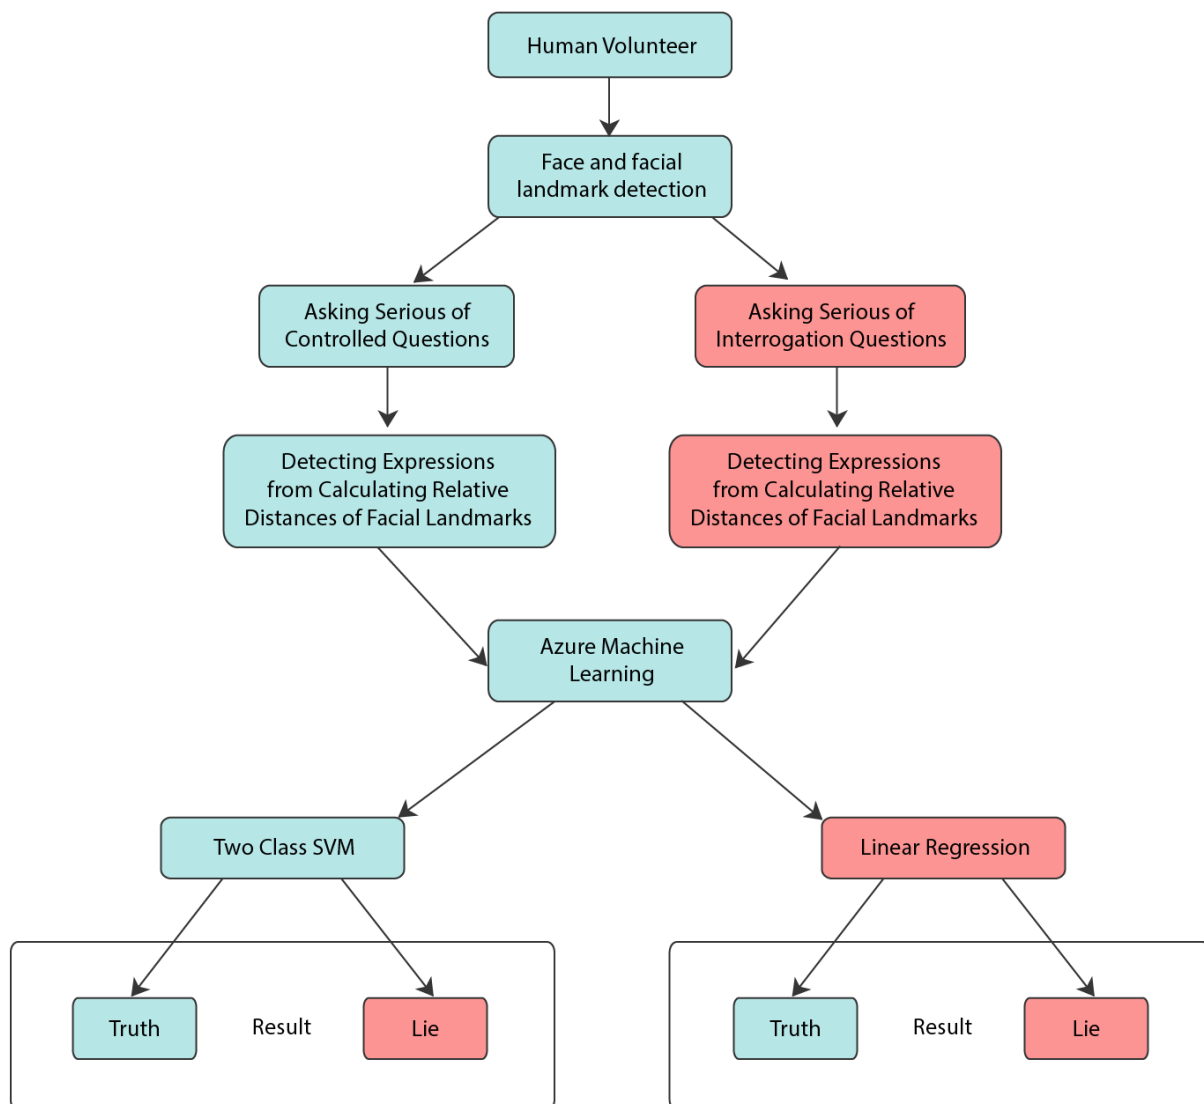 Human Volunteer
Face and facial
landmark detection
Asking Serious of
Controlled Questions
Asking Serious of
Interrogation Questions
Detecting Expressions
from Calculating Relative
Distances of Facial Landmarks
Detecting Expressions
from Calculating Relative
Distances of Facial Landmarks
Azure Machine
Learning
Two Class SVM
Linear Regression
Truth
Result
Lie
Truth
Result
Lie